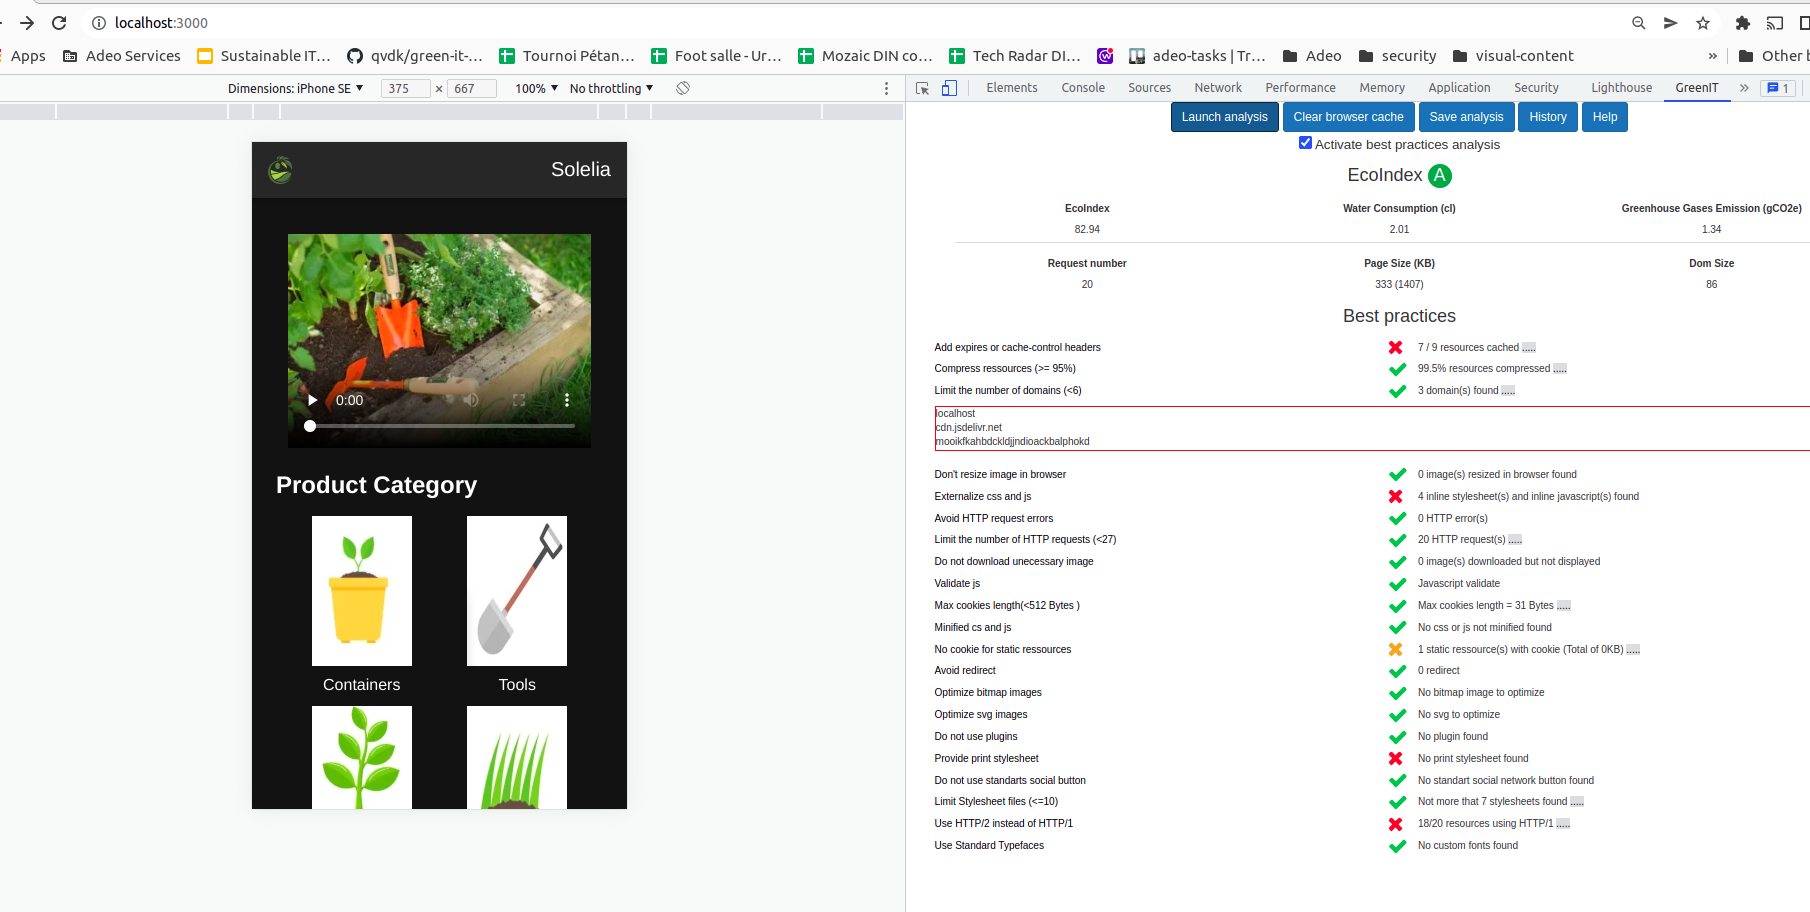 localhost:3000
Apps Adeo Services Sustainable IT... qvdk/green-it-... Tournoi Pétan... Foot salle - Ur... Mozaic DIN co... Tech Radar DI... adeo-tasks | Tr... Adeo security visual-content » Other b
Dimensions: iPhone SE ▼ 375 × 667 100% ▼ No throttling ▼
Elements Console Sources Network Performance Memory Application Security Lighthouse GreenIT » 1
Launch analysis Clear browser cache Save analysis History Help
Activate best practices analysis
Solelia
EcoIndex A
EcoIndex Water Consumption (cl) Greenhouse Gases Emission (gCO2e)
82.94 2.01 1.34
Request number Page Size (KB) Dom Size
20 333 (1407) 86
Best practices
Add expires or cache-control headers 7 / 9 resources cached .....
Compress ressources (>= 95%) 99.5% resources compressed .....
Limit the number of domains (<6) 3 domain(s) found .....
localhost
cdn.jsdelivr.net
mooikfkahbdckldjjndioackbalphokd
Don't resize image in browser 0 image(s) resized in browser found
Externalize css and js 4 inline stylesheet(s) and inline javascript(s) found
Avoid HTTP request errors 0 HTTP error(s)
Limit the number of HTTP requests (<27) 20 HTTP request(s) .....
Do not download unecessary image 0 image(s) downloaded but not displayed
Validate js Javascript validate
Max cookies length(<512 Bytes ) Max cookies length = 31 Bytes .....
Minified cs and js No css or js not minified found
No cookie for static ressources 1 static ressource(s) with cookie (Total of 0KB) .....
Avoid redirect 0 redirect
Optimize bitmap images No bitmap image to optimize
Optimize svg images No svg to optimize
Do not use plugins No plugin found
Provide print stylesheet No print stylesheet found
Do not use standarts social button No standart social network button found
Limit Stylesheet files (<=10) Not more that 7 stylesheets found .....
Use HTTP/2 instead of HTTP/1 18/20 resources using HTTP/1 .....
Use Standard Typefaces No custom fonts found
0:00
Product Category
Containers Tools